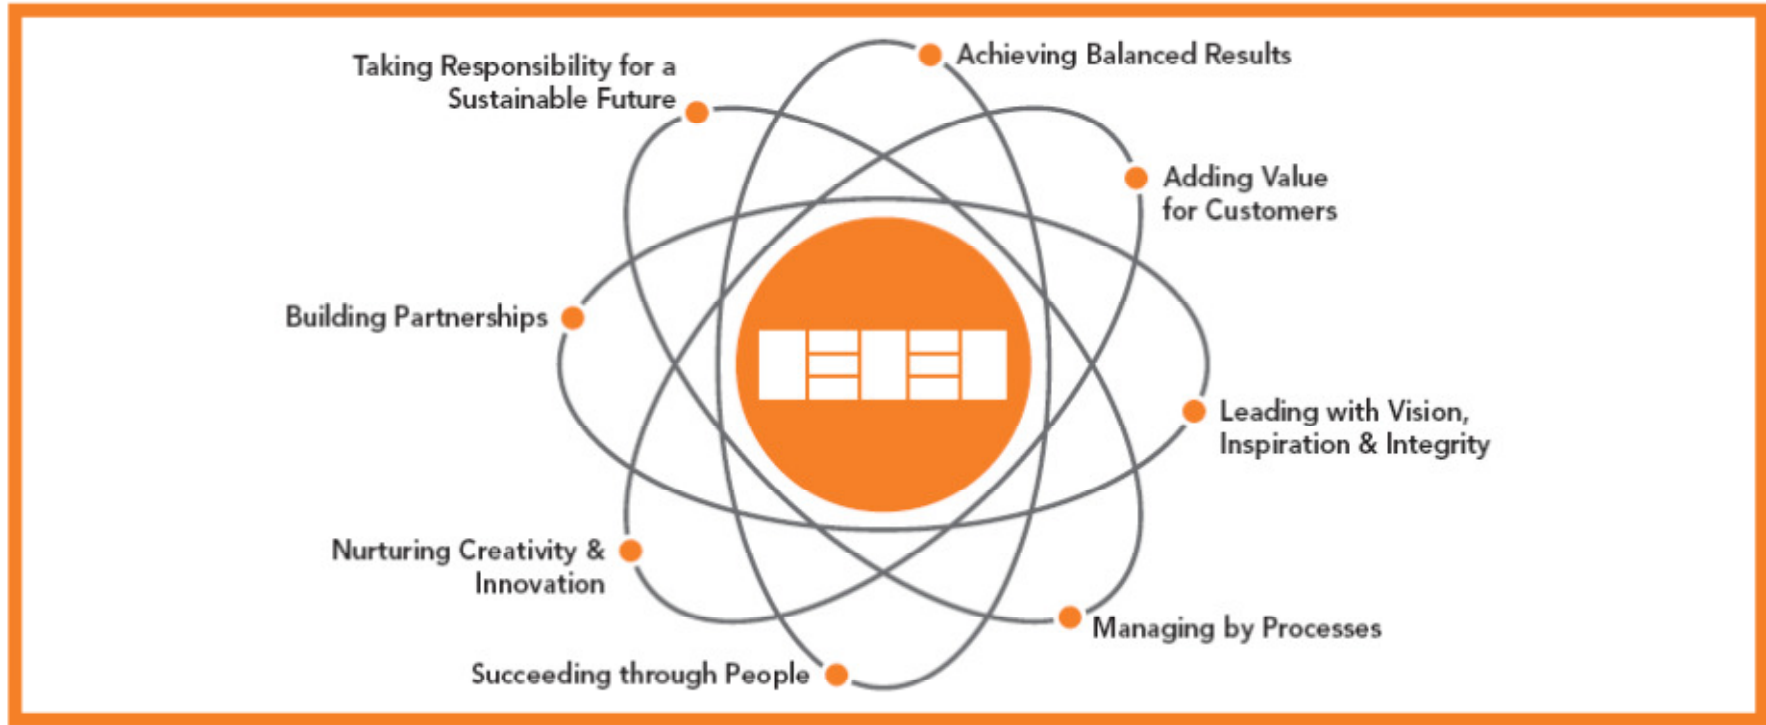 Taking Responsibility for a
Sustainable Future
Achieving Balanced Results
Adding Value
for Customers
Building Partnerships
Leading with Vision,
Inspiration & Integrity
Nurturing Creativity &
Innovation
Managing by Processes
Succeeding through People